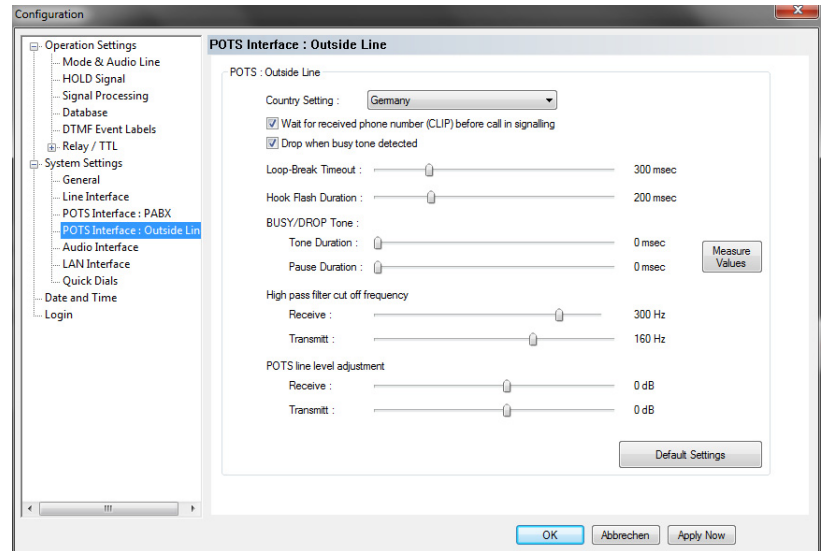 Configuration
Operation Settings
Mode & Audio Line
HOLD Signal
Signal Processing
Database
DTMF Event Labels
Relay / TTL
System Settings
General
Line Interface
POTS Interface : PABX
POTS Interface : Outside Lin
Audio Interface
LAN Interface
Quick Dials
Date and Time
Login
POTS Interface : Outside Line
POTS : Outside Line
Country Setting : Germany
Wait for received phone number (CLIP) before call in signalling
Drop when busy tone detected
Loop-Break Timeout : 300 msec
Hook Flash Duration : 200 msec
BUSY/DROP Tone :
Tone Duration : 0 msec
Pause Duration : 0 msec
Measure
Values
High pass filter cut off frequency
Receive : 300 Hz
Transmitt : 160 Hz
POTS line level adjustment
Receive : 0 dB
Transmitt : 0 dB
Default Settings
OK Abbrechen Apply Now